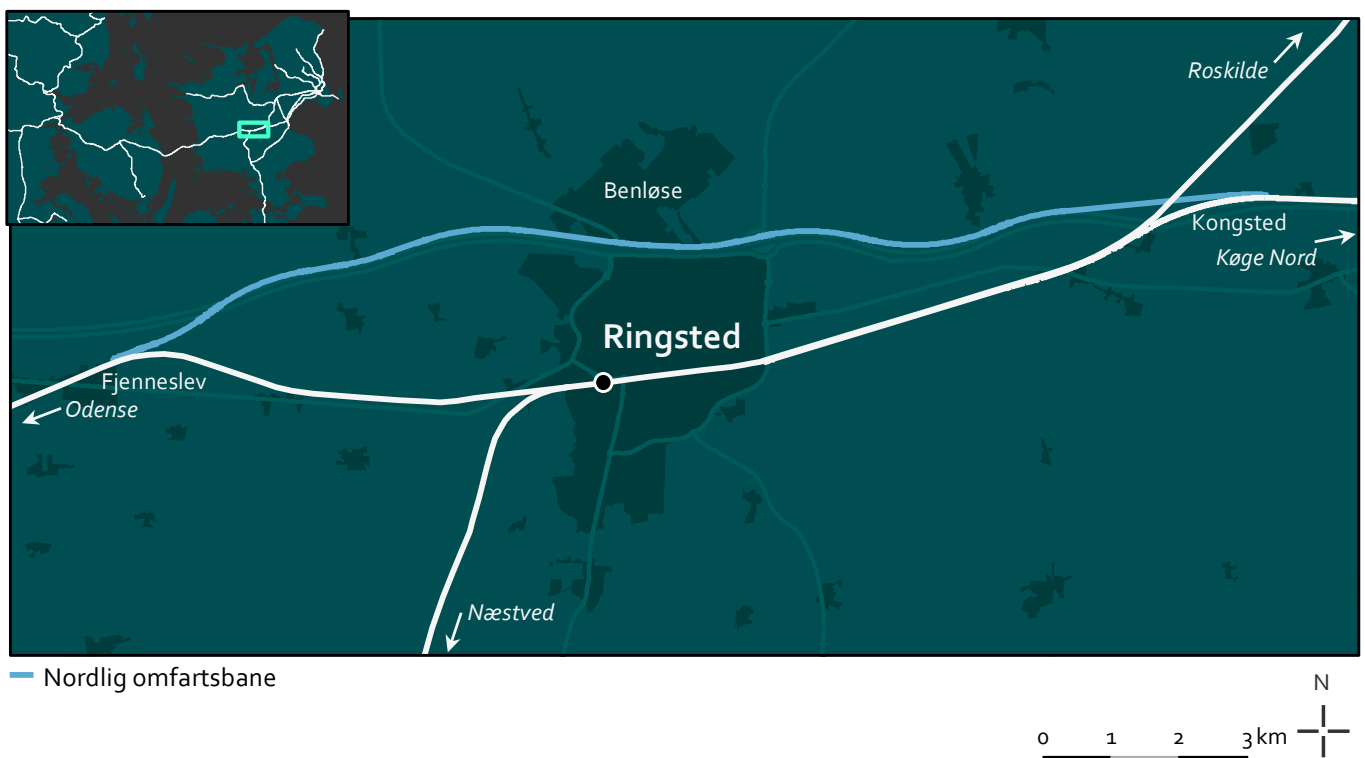 Roskilde
Benløse
Kongsted
Køge Nord
Ringsted
Fjenneslev
Odense
Næstved
Nordlig omfartsbane
N
0 1 2 3 km